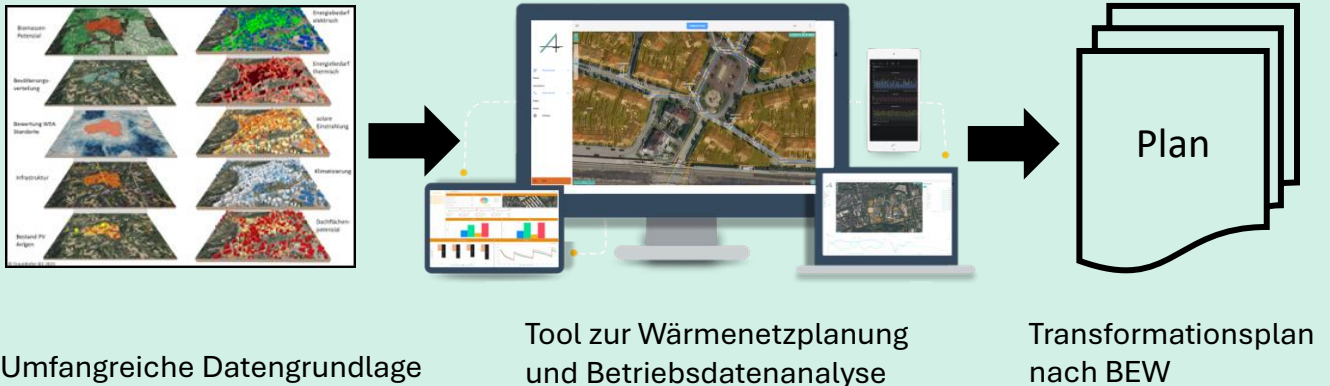 Biomassen
Potenzial
Energiebedarf
elektrisch
Bevölkerungs-
verteilung
Energiebedarf
thermisch
Bewertung WEA
Standorte
solare
Einstrahlung
Infrastruktur
Klimatisierung
Bestand PV
Anlgen
Dachflächen-
potenzial
Plan
Umfangreiche Datengrundlage
Tool zur Wärmenetzplanung
und Betriebsdatenanalyse
Transformationsplan
nach BEW